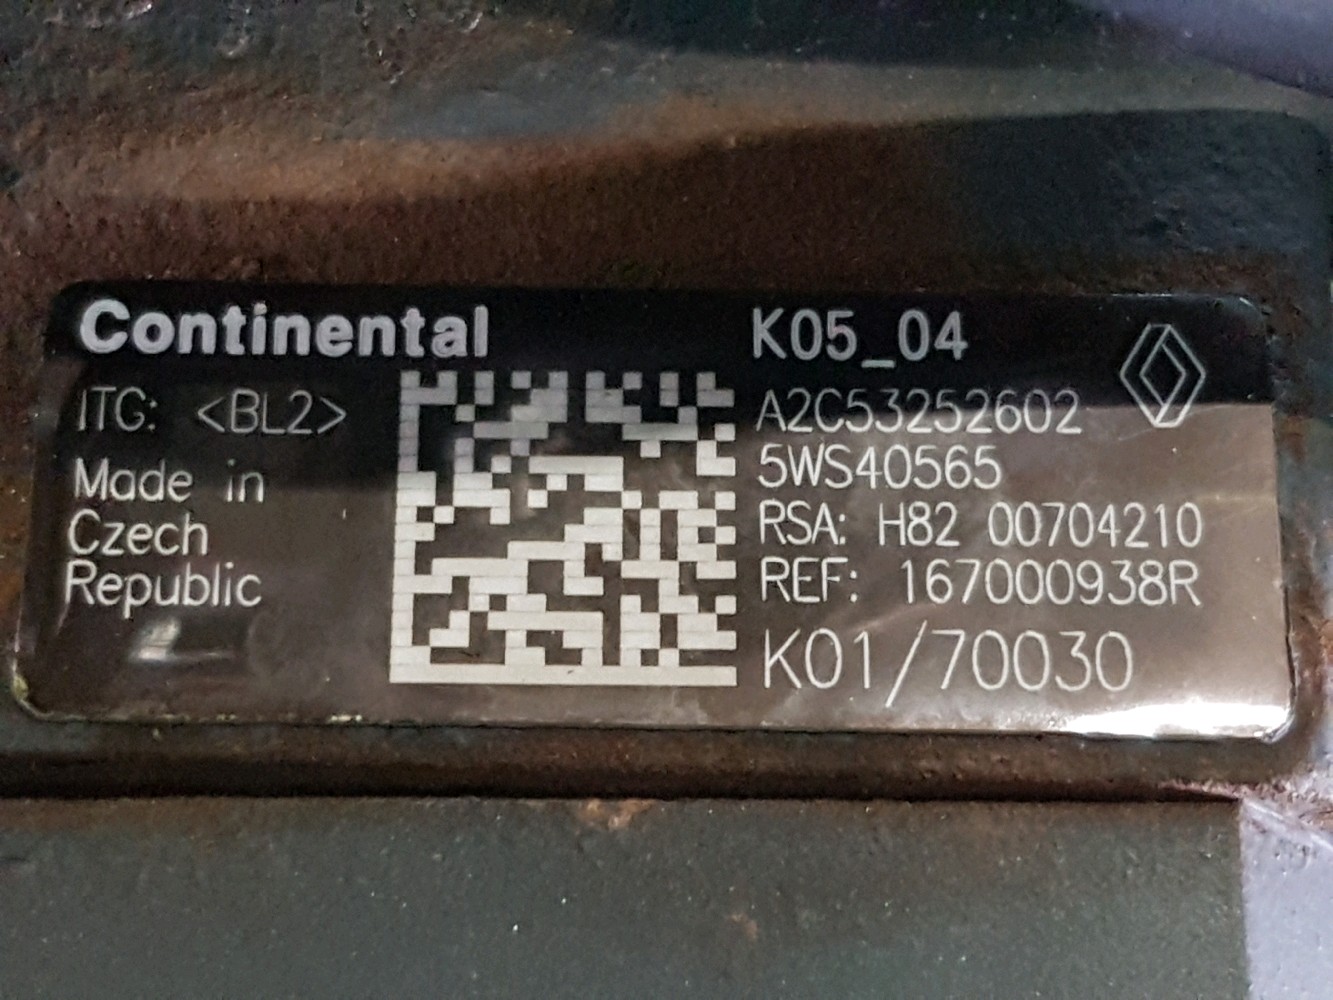 Continental
ITG: <BL2>
Made in
Czech
Republic
K05_04
A2C53252602
5WS40565
RSA: H82 00704210
REF: 167000938R
K01/70030